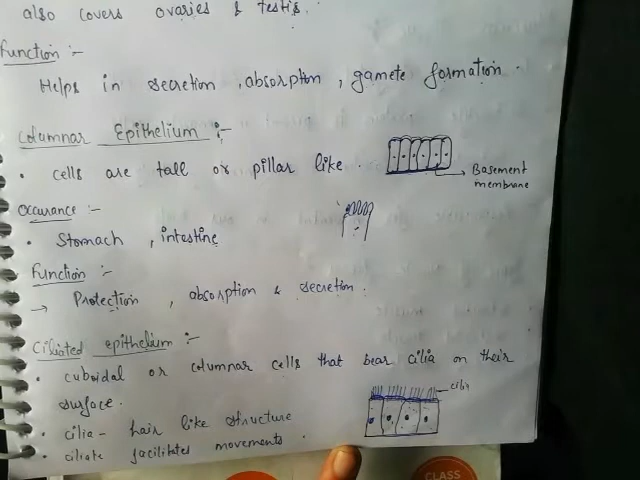 also covers ovaries & testis.
Function :-
Helps in secretion, absorption, gamete formation.
Columnar Epithelium :-
• cells are tall or pillar like.
Basement membrane
Occurance :-
• Stomach, intestine
Function :-
→ Protection, absorption & secretion.
Ciliated epithelium :-
• cuboidal or columnar cells that bear cilia on their
surface.
cilia
• cilia - hair like structure
• ciliate facilitates movements.
CLASS